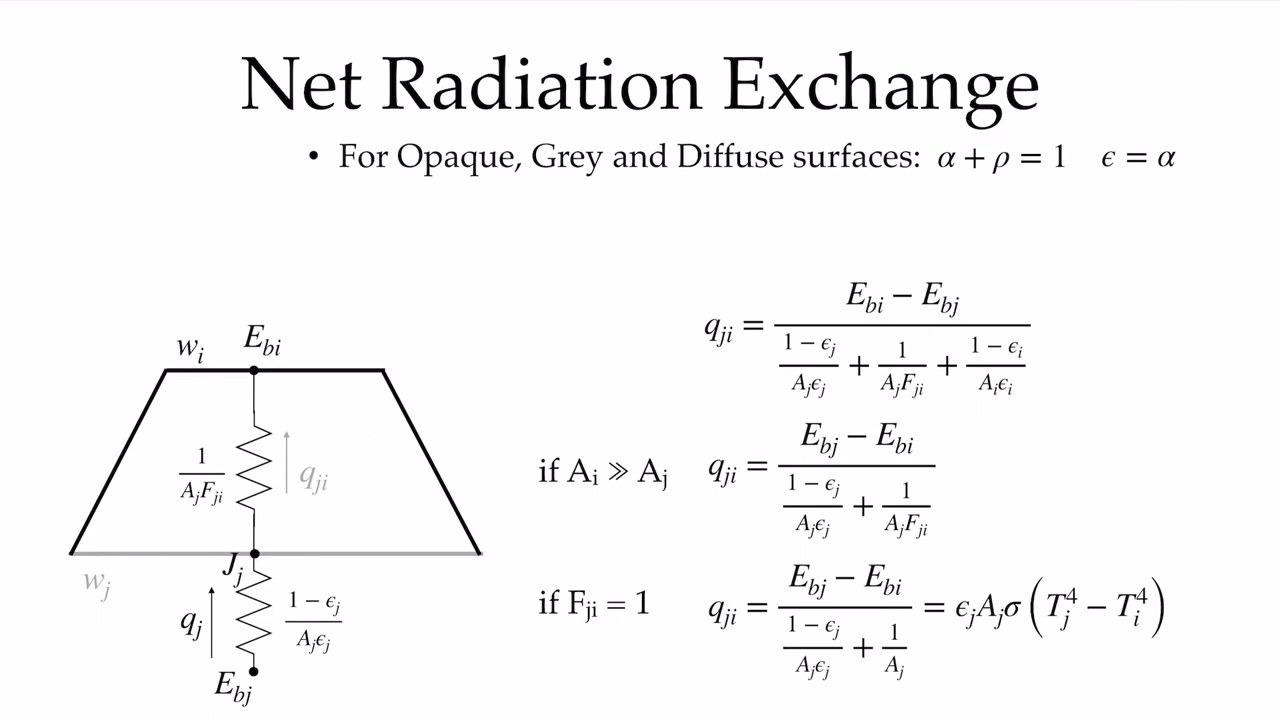 Net Radiation Exchange
• For Opaque, Grey and Diffuse surfaces: α + ρ = 1 ϵ = α
q_ji = (E_bi − E_bj) / ((1 − ϵ_j)/(A_jϵ_j) + 1/(A_jF_ji) + (1 − ϵ_i)/(A_iϵ_i))
w_i E_bi
if A_i ≫ A_j q_ji = (E_bj − E_bi) / ((1 − ϵ_j)/(A_jϵ_j) + 1/(A_jF_ji))
1/(A_jF_ji) q_ji
J_j
w_j
if F_ji = 1 q_ji = (E_bj − E_bi) / ((1 − ϵ_j)/(A_jϵ_j) + 1/A_j) = ϵ_jA_jσ(T_j^4 − T_i^4)
q_j (1 − ϵ_j)/(A_jϵ_j)
E_bj